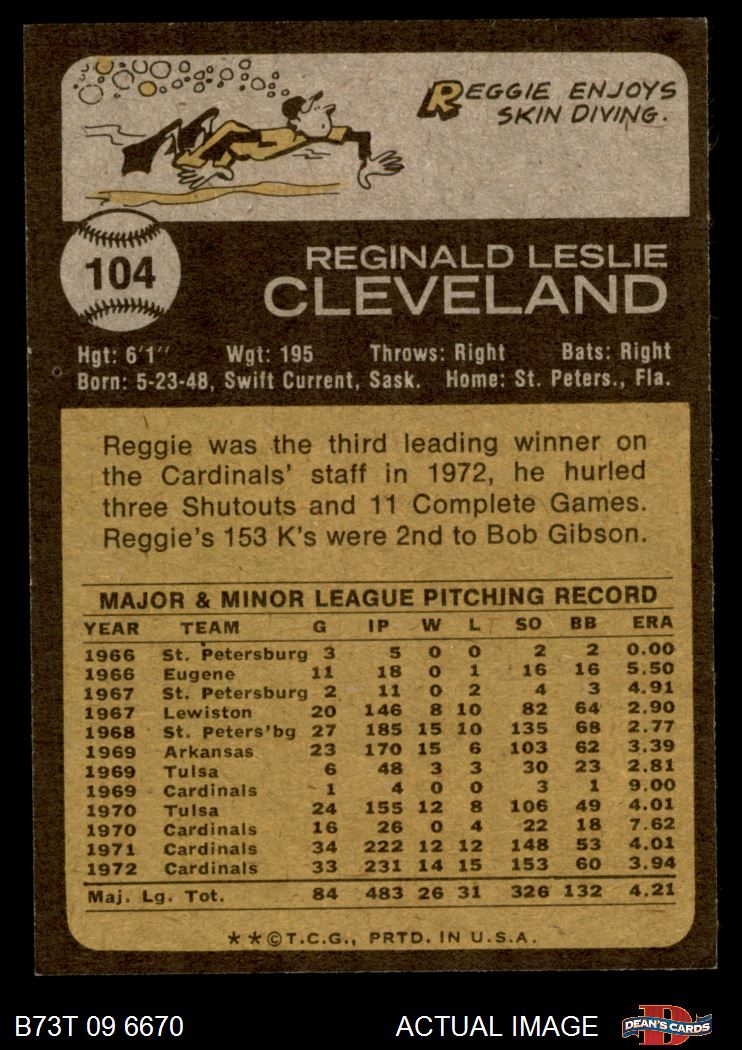 REGGIE ENJOYS
SKIN DIVING.
104
REGINALD LESLIE
CLEVELAND
Hgt: 6'1" Wgt: 195 Throws: Right Bats: Right
Born: 5-23-48, Swift Current, Sask. Home: St. Peters., Fla.
Reggie was the third leading winner on
the Cardinals' staff in 1972, he hurled
three Shutouts and 11 Complete Games.
Reggie's 153 K's were 2nd to Bob Gibson.
MAJOR & MINOR LEAGUE PITCHING RECORD
YEAR TEAM G IP W L SO BB ERA
1966 St. Petersburg 3 5 0 0 2 2 0.00
1966 Eugene 11 18 0 1 16 16 5.50
1967 St. Petersburg 2 11 0 2 4 3 4.91
1967 Lewiston 20 146 8 10 82 64 2.90
1968 St. Peters'bg 27 185 15 10 135 68 2.77
1969 Arkansas 23 170 15 6 103 62 3.39
1969 Tulsa 6 48 3 3 30 23 2.81
1969 Cardinals 1 4 0 0 3 1 9.00
1970 Tulsa 24 155 12 8 106 49 4.01
1970 Cardinals 16 26 0 4 22 18 7.62
1971 Cardinals 34 222 12 12 148 53 4.01
1972 Cardinals 33 231 14 15 153 60 3.94
Maj. Lg. Tot. 84 483 26 31 326 132 4.21
**©T.C.G., PRTD. IN U.S.A.
B73T 09 6670 ACTUAL IMAGE D DEAN'S CARDS